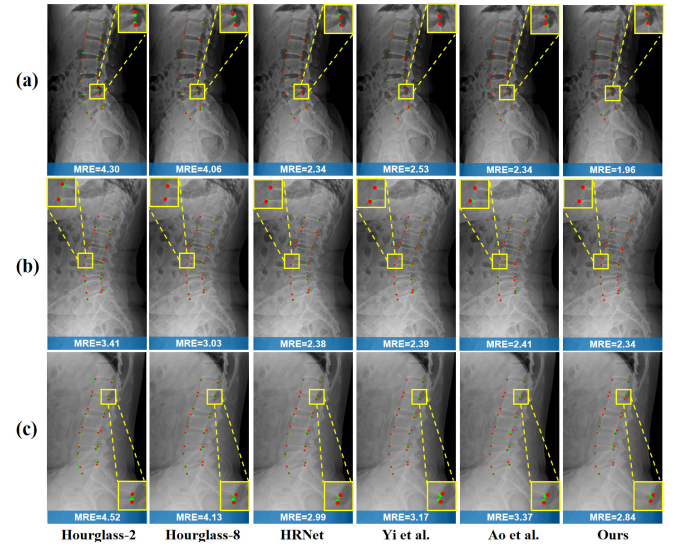 (a)
MRE=4.30 MRE=4.06 MRE=2.34 MRE=2.53 MRE=2.34 MRE=1.96
(b)
MRE=3.41 MRE=3.03 MRE=2.38 MRE=2.39 MRE=2.41 MRE=2.34
(c)
MRE=4.52 MRE=4.13 MRE=2.99 MRE=3.17 MRE=3.37 MRE=2.84
Hourglass-2 Hourglass-8 HRNet Yi et al. Ao et al. Ours